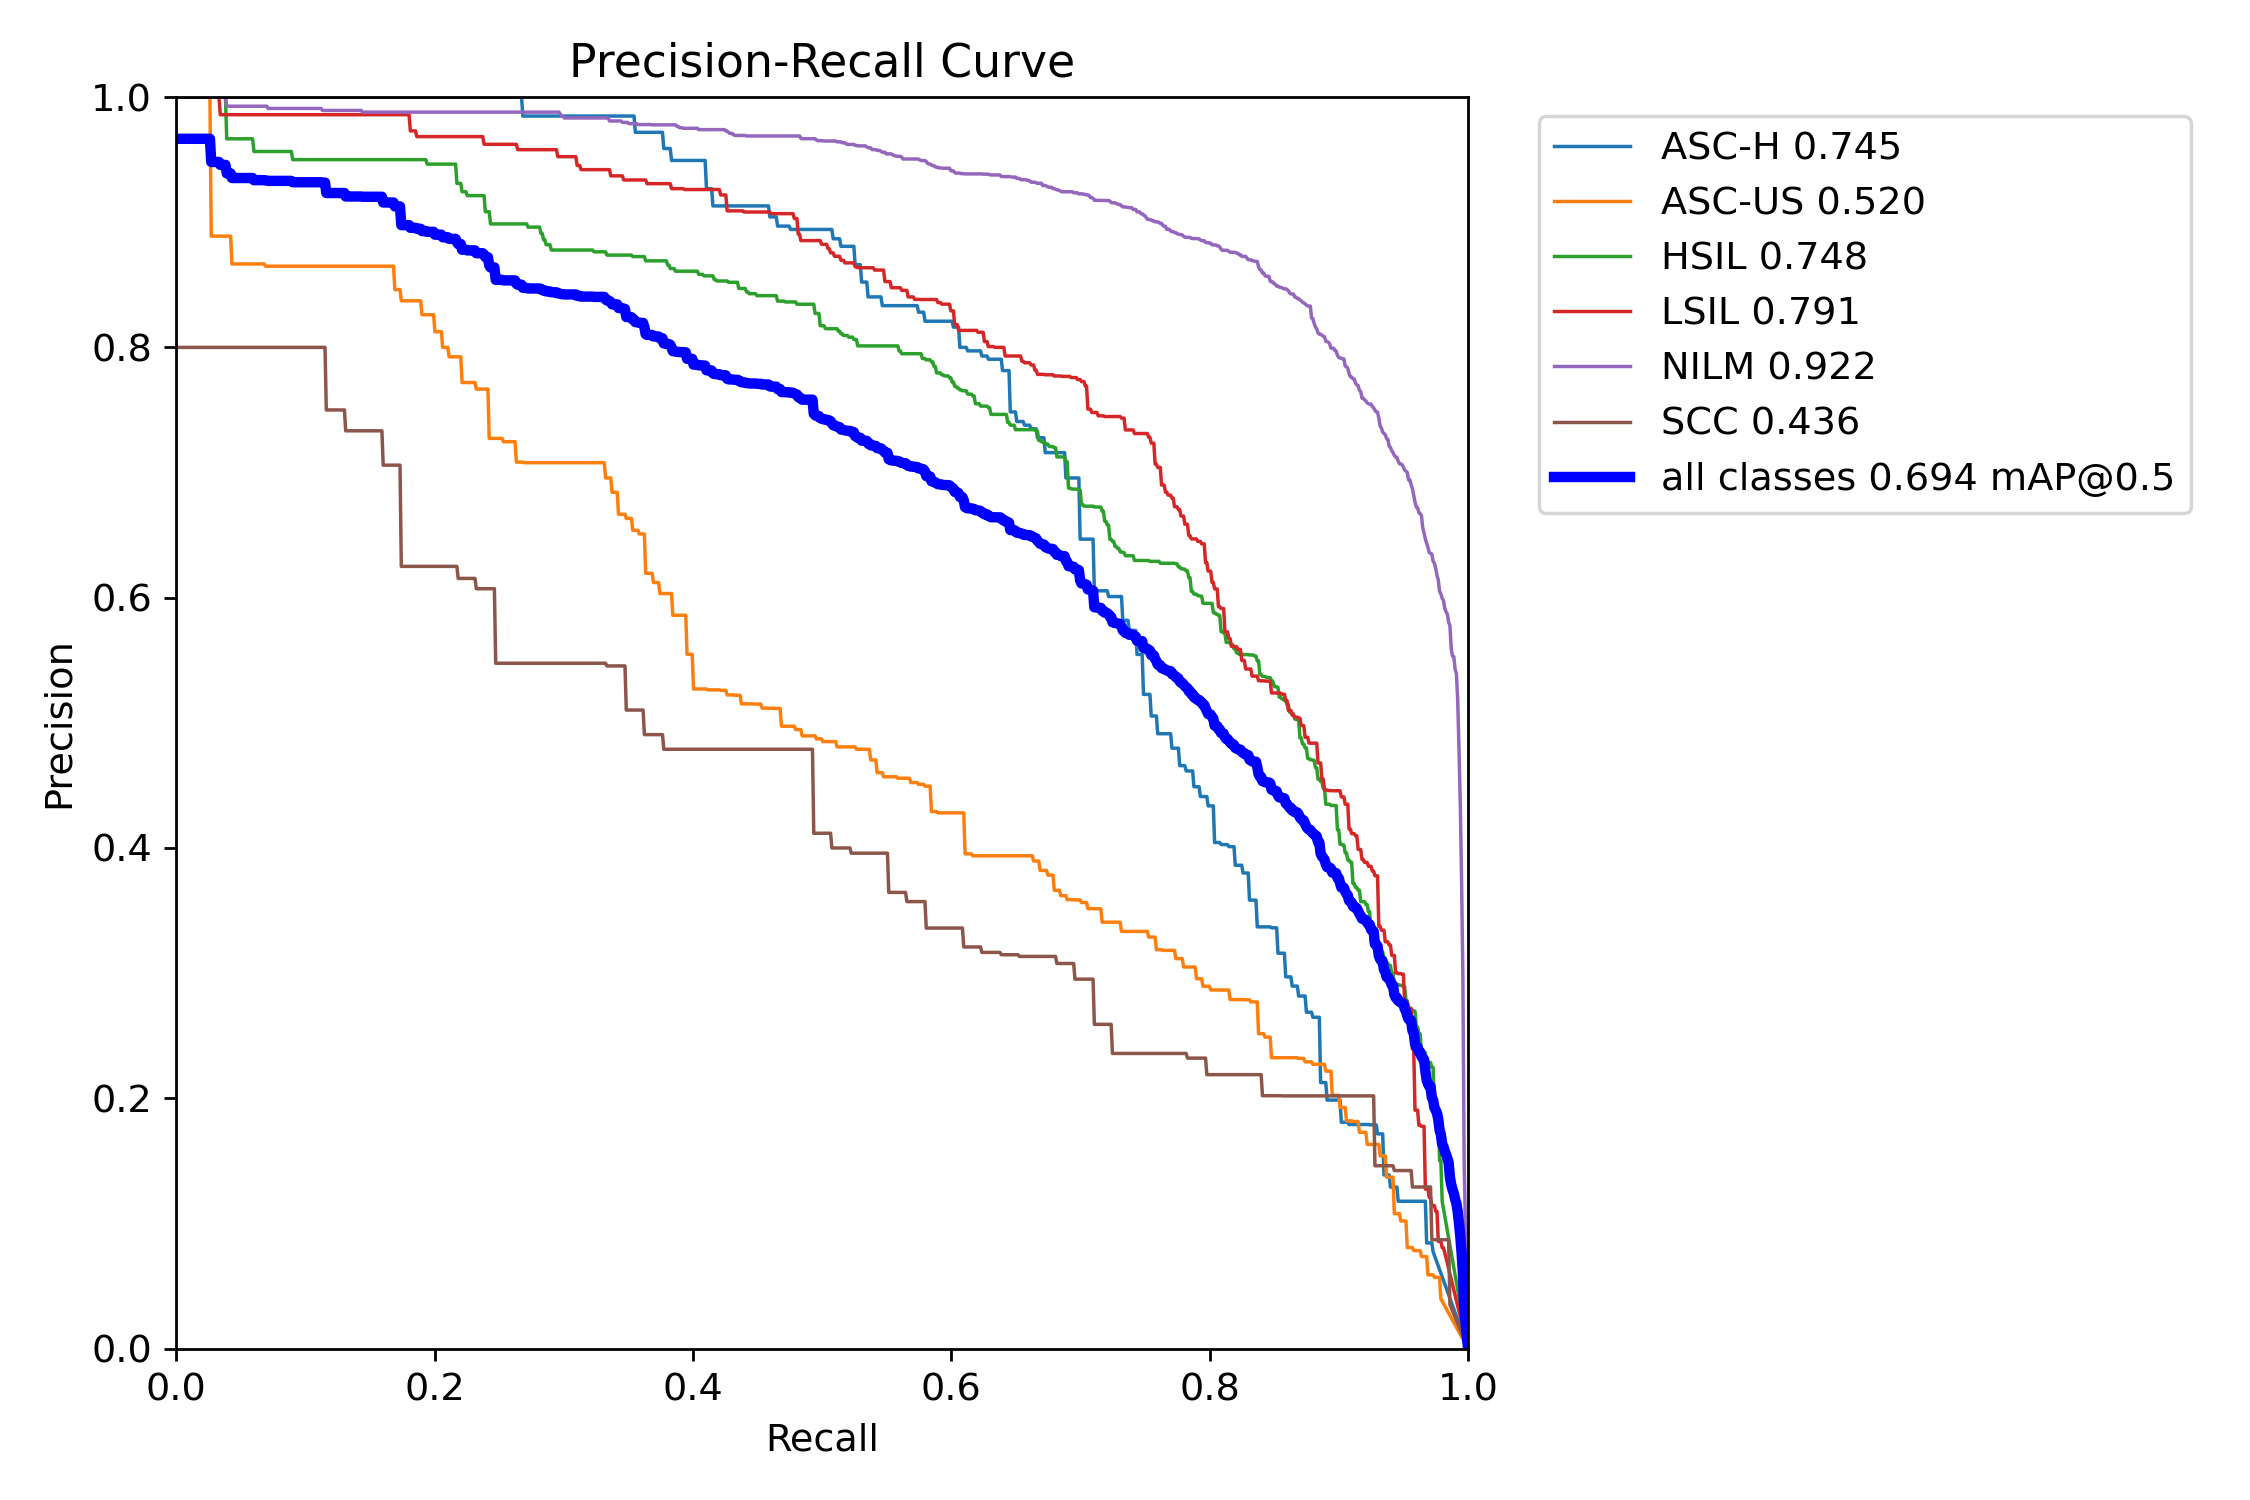 Precision-Recall Curve
1.0
0.8
0.6
0.4
0.2
0.0
Precision
0.0 0.2 0.4 0.6 0.8 1.0
Recall
ASC-H 0.745
ASC-US 0.520
HSIL 0.748
LSIL 0.791
NILM 0.922
SCC 0.436
all classes 0.694 mAP@0.5